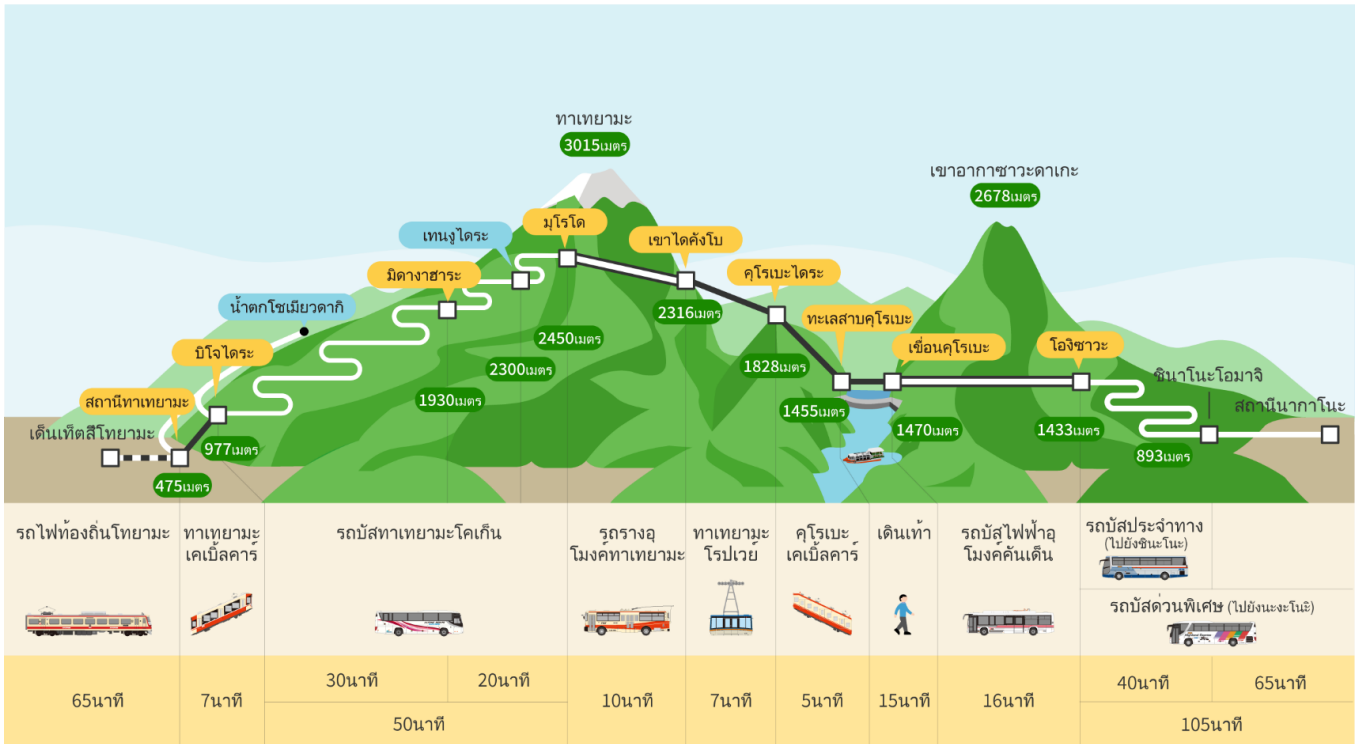 ทาเทยามะ
3015เมตร
เขาอากาซาวะดาเกะ
2678เมตร
มุโรโด
เทนงูไดระ
เขาไดคังโบ
มิดางาฮาระ
คุโรเบะไดระ
น้ำตกโชเมียวดากิ
2316เมตร
ทะเลสาบคุโรเบะ
2450เมตร
เขื่อนคุโรเบะ
โองิซาวะ
บิโจไดระ
1828เมตร
2300เมตร
ชินาโนะโอมาจิ
1930เมตร
สถานีทาเทยามะ
1455เมตร
สถานีนากาโนะ
1470เมตร
1433เมตร
เด็นเท็ตสึโทยามะ
977เมตร
893เมตร
475เมตร
รถไฟท้องถิ่นโทยามะ
ทาเทยามะ
เคเบิ้ลคาร์
รถบัสทาเทยามะโคเก็น
รถรางอุ
โมงค์ทาเทยามะ
ทาเทยามะ
โรปเวย์
คุโรเบะ
เคเบิ้ลคาร์
เดินเท้า
รถบัสไฟฟ้าอุ
โมงค์คันเด็น
รถบัสประจำทาง
(ไปยังชินะโนะ)
รถบัสด่วนพิเศษ (ไปยังนะงะโนะ)
65นาที
7นาที
30นาที
20นาที
50นาที
10นาที
7นาที
5นาที
15นาที
16นาที
40นาที
65นาที
105นาที